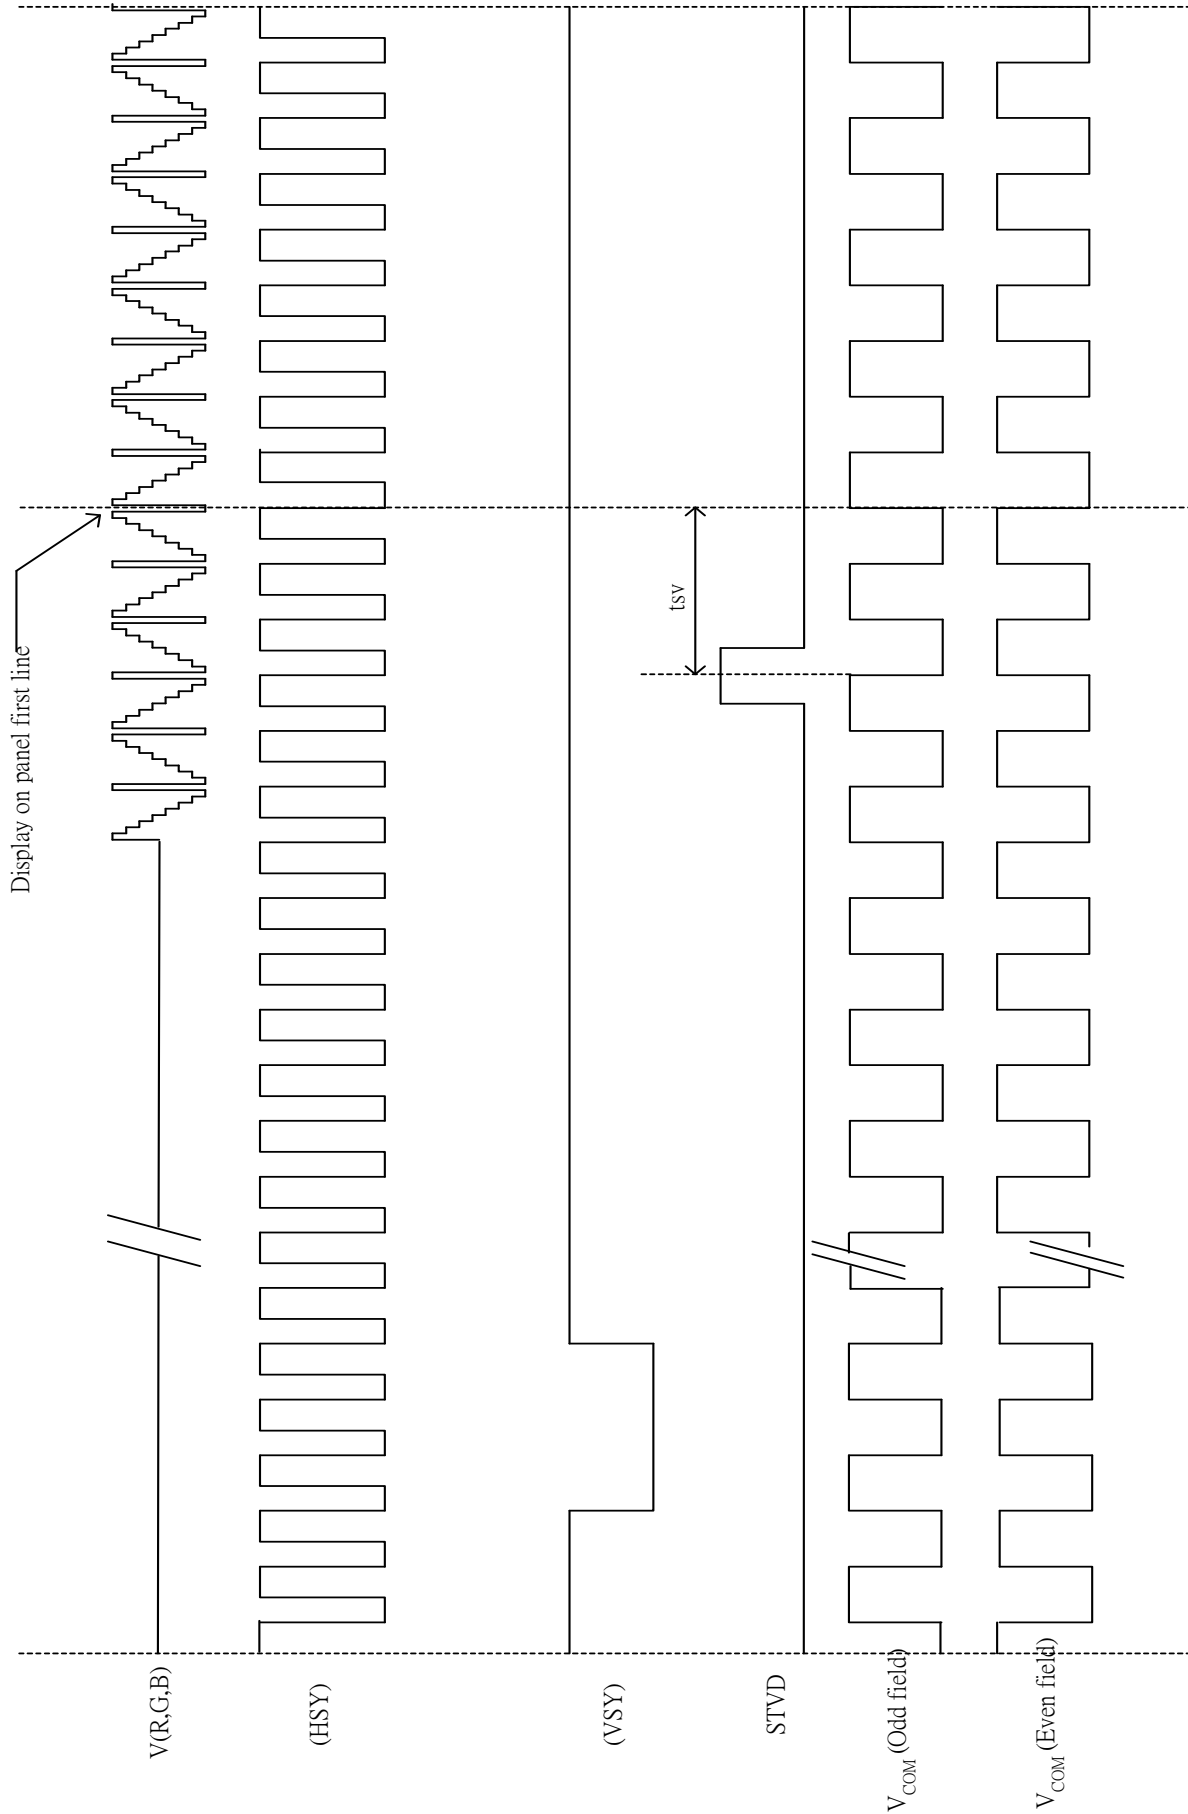 Display on panel first line
tsv
V(R,G,B)
(HSY)
(VSY)
STVD
VCOM (Odd field)
VCOM (Even field)